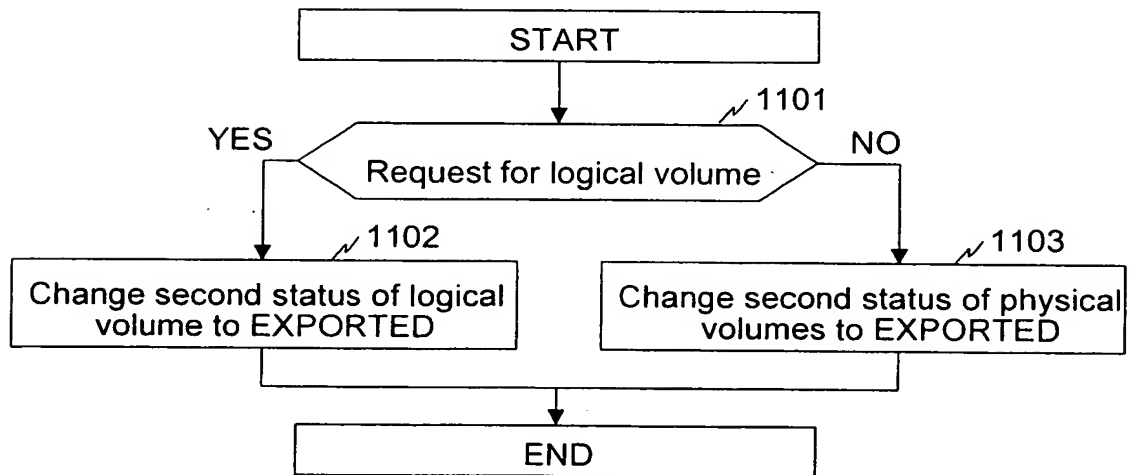 START
1101
YES
NO
Request for logical volume
1102
1103
Change second status of logical
volume to EXPORTED
Change second status of physical
volumes to EXPORTED
END